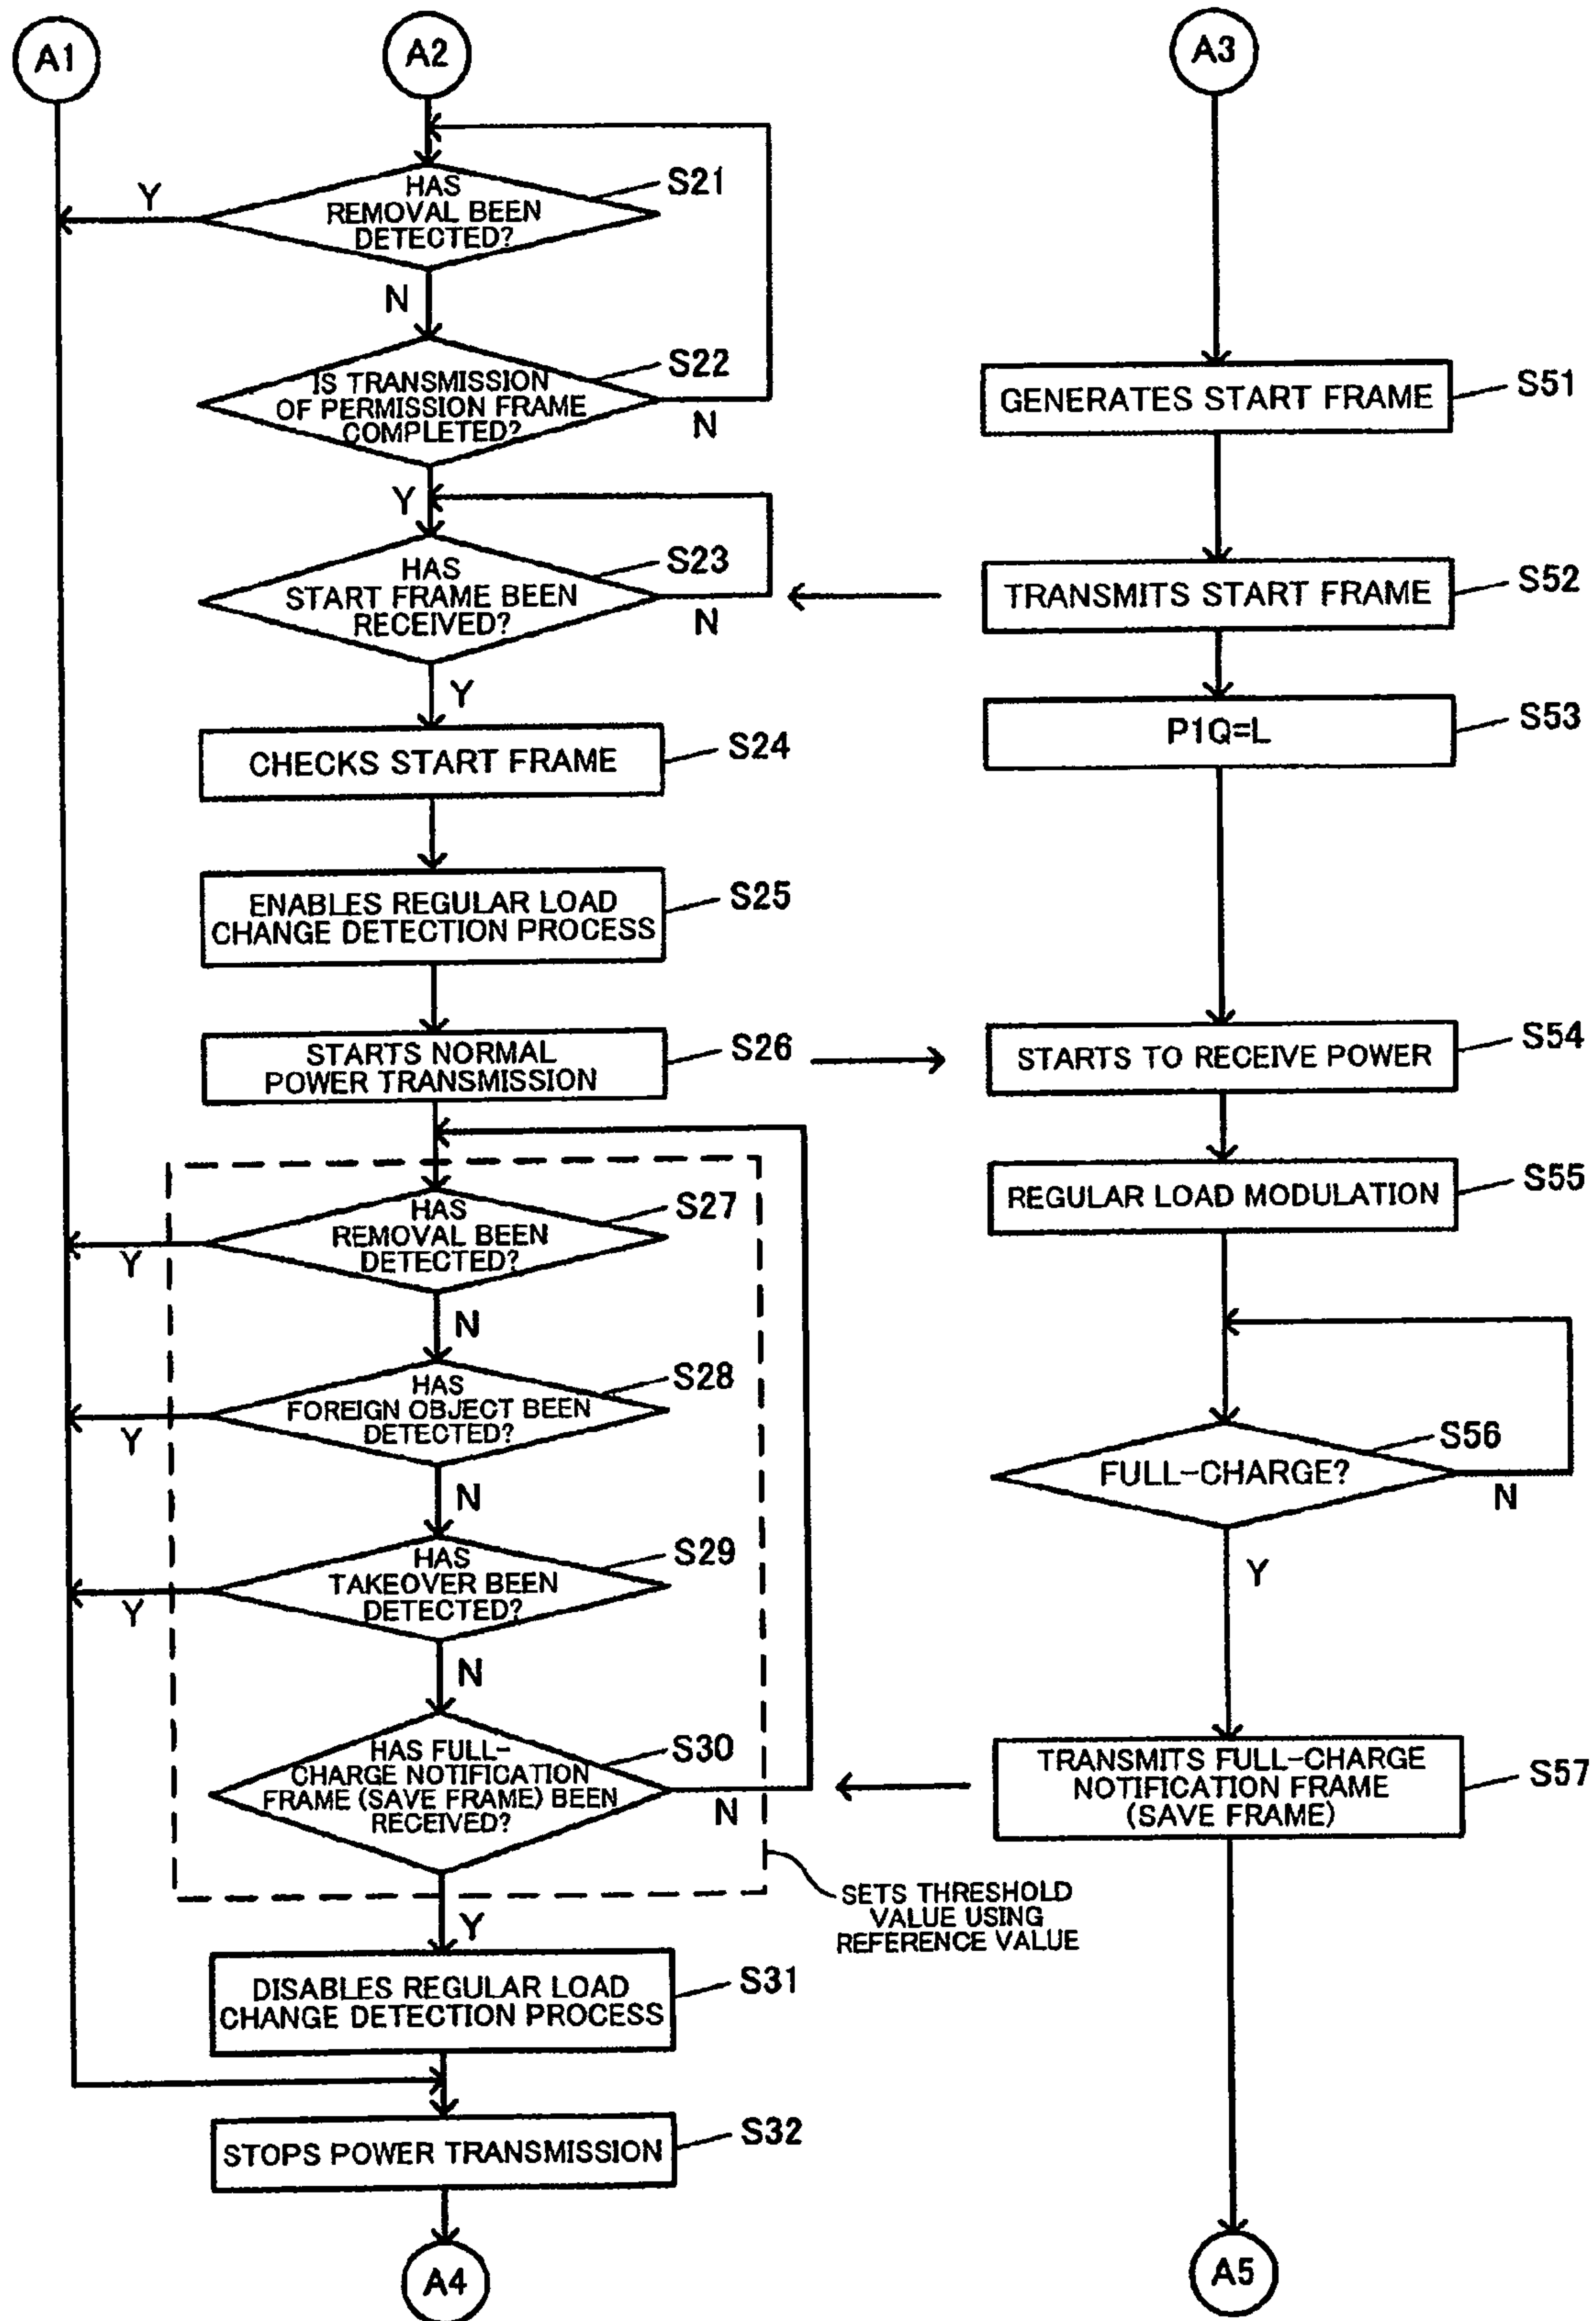 A1
A2
A3
HAS
REMOVAL BEEN
DETECTED?
S21
Y
N
IS TRANSMISSION
OF PERMISSION FRAME
COMPLETED?
S22
N
Y
HAS
START FRAME BEEN
RECEIVED?
S23
N
Y
CHECKS START FRAME
S24
ENABLES REGULAR LOAD
CHANGE DETECTION PROCESS
S25
STARTS NORMAL
POWER TRANSMISSION
S26
HAS
REMOVAL BEEN
DETECTED?
S27
Y
N
HAS
FOREIGN OBJECT BEEN
DETECTED?
S28
Y
N
HAS
TAKEOVER BEEN
DETECTED?
S29
Y
N
HAS FULL-
CHARGE NOTIFICATION
FRAME (SAVE FRAME) BEEN
RECEIVED?
S30
N
Y
SETS THRESHOLD
VALUE USING
REFERENCE VALUE
DISABLES REGULAR LOAD
CHANGE DETECTION PROCESS
S31
STOPS POWER TRANSMISSION
S32
A4
GENERATES START FRAME
S51
TRANSMITS START FRAME
S52
P1Q=L
S53
STARTS TO RECEIVE POWER
S54
REGULAR LOAD MODULATION
S55
FULL-CHARGE?
S56
N
Y
TRANSMITS FULL-CHARGE
NOTIFICATION FRAME
(SAVE FRAME)
S57
A5